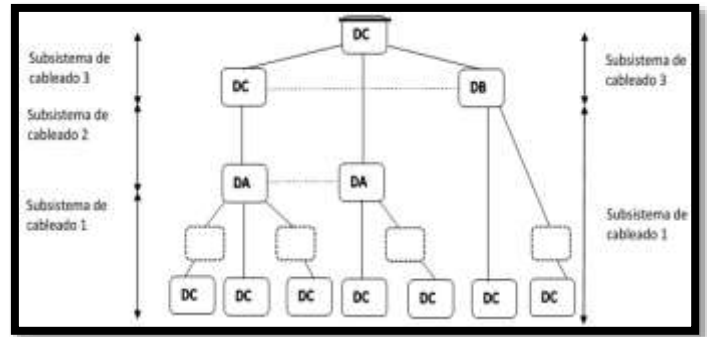 DC
Subsistema de
cableado 3
DC
DB
Subsistema de
cableado 3
Subsistema de
cableado 2
DA
DA
Subsistema de
cableado 1
Subsistema de
cableado 1
DC
DC
DC
DC
DC
DC
DC